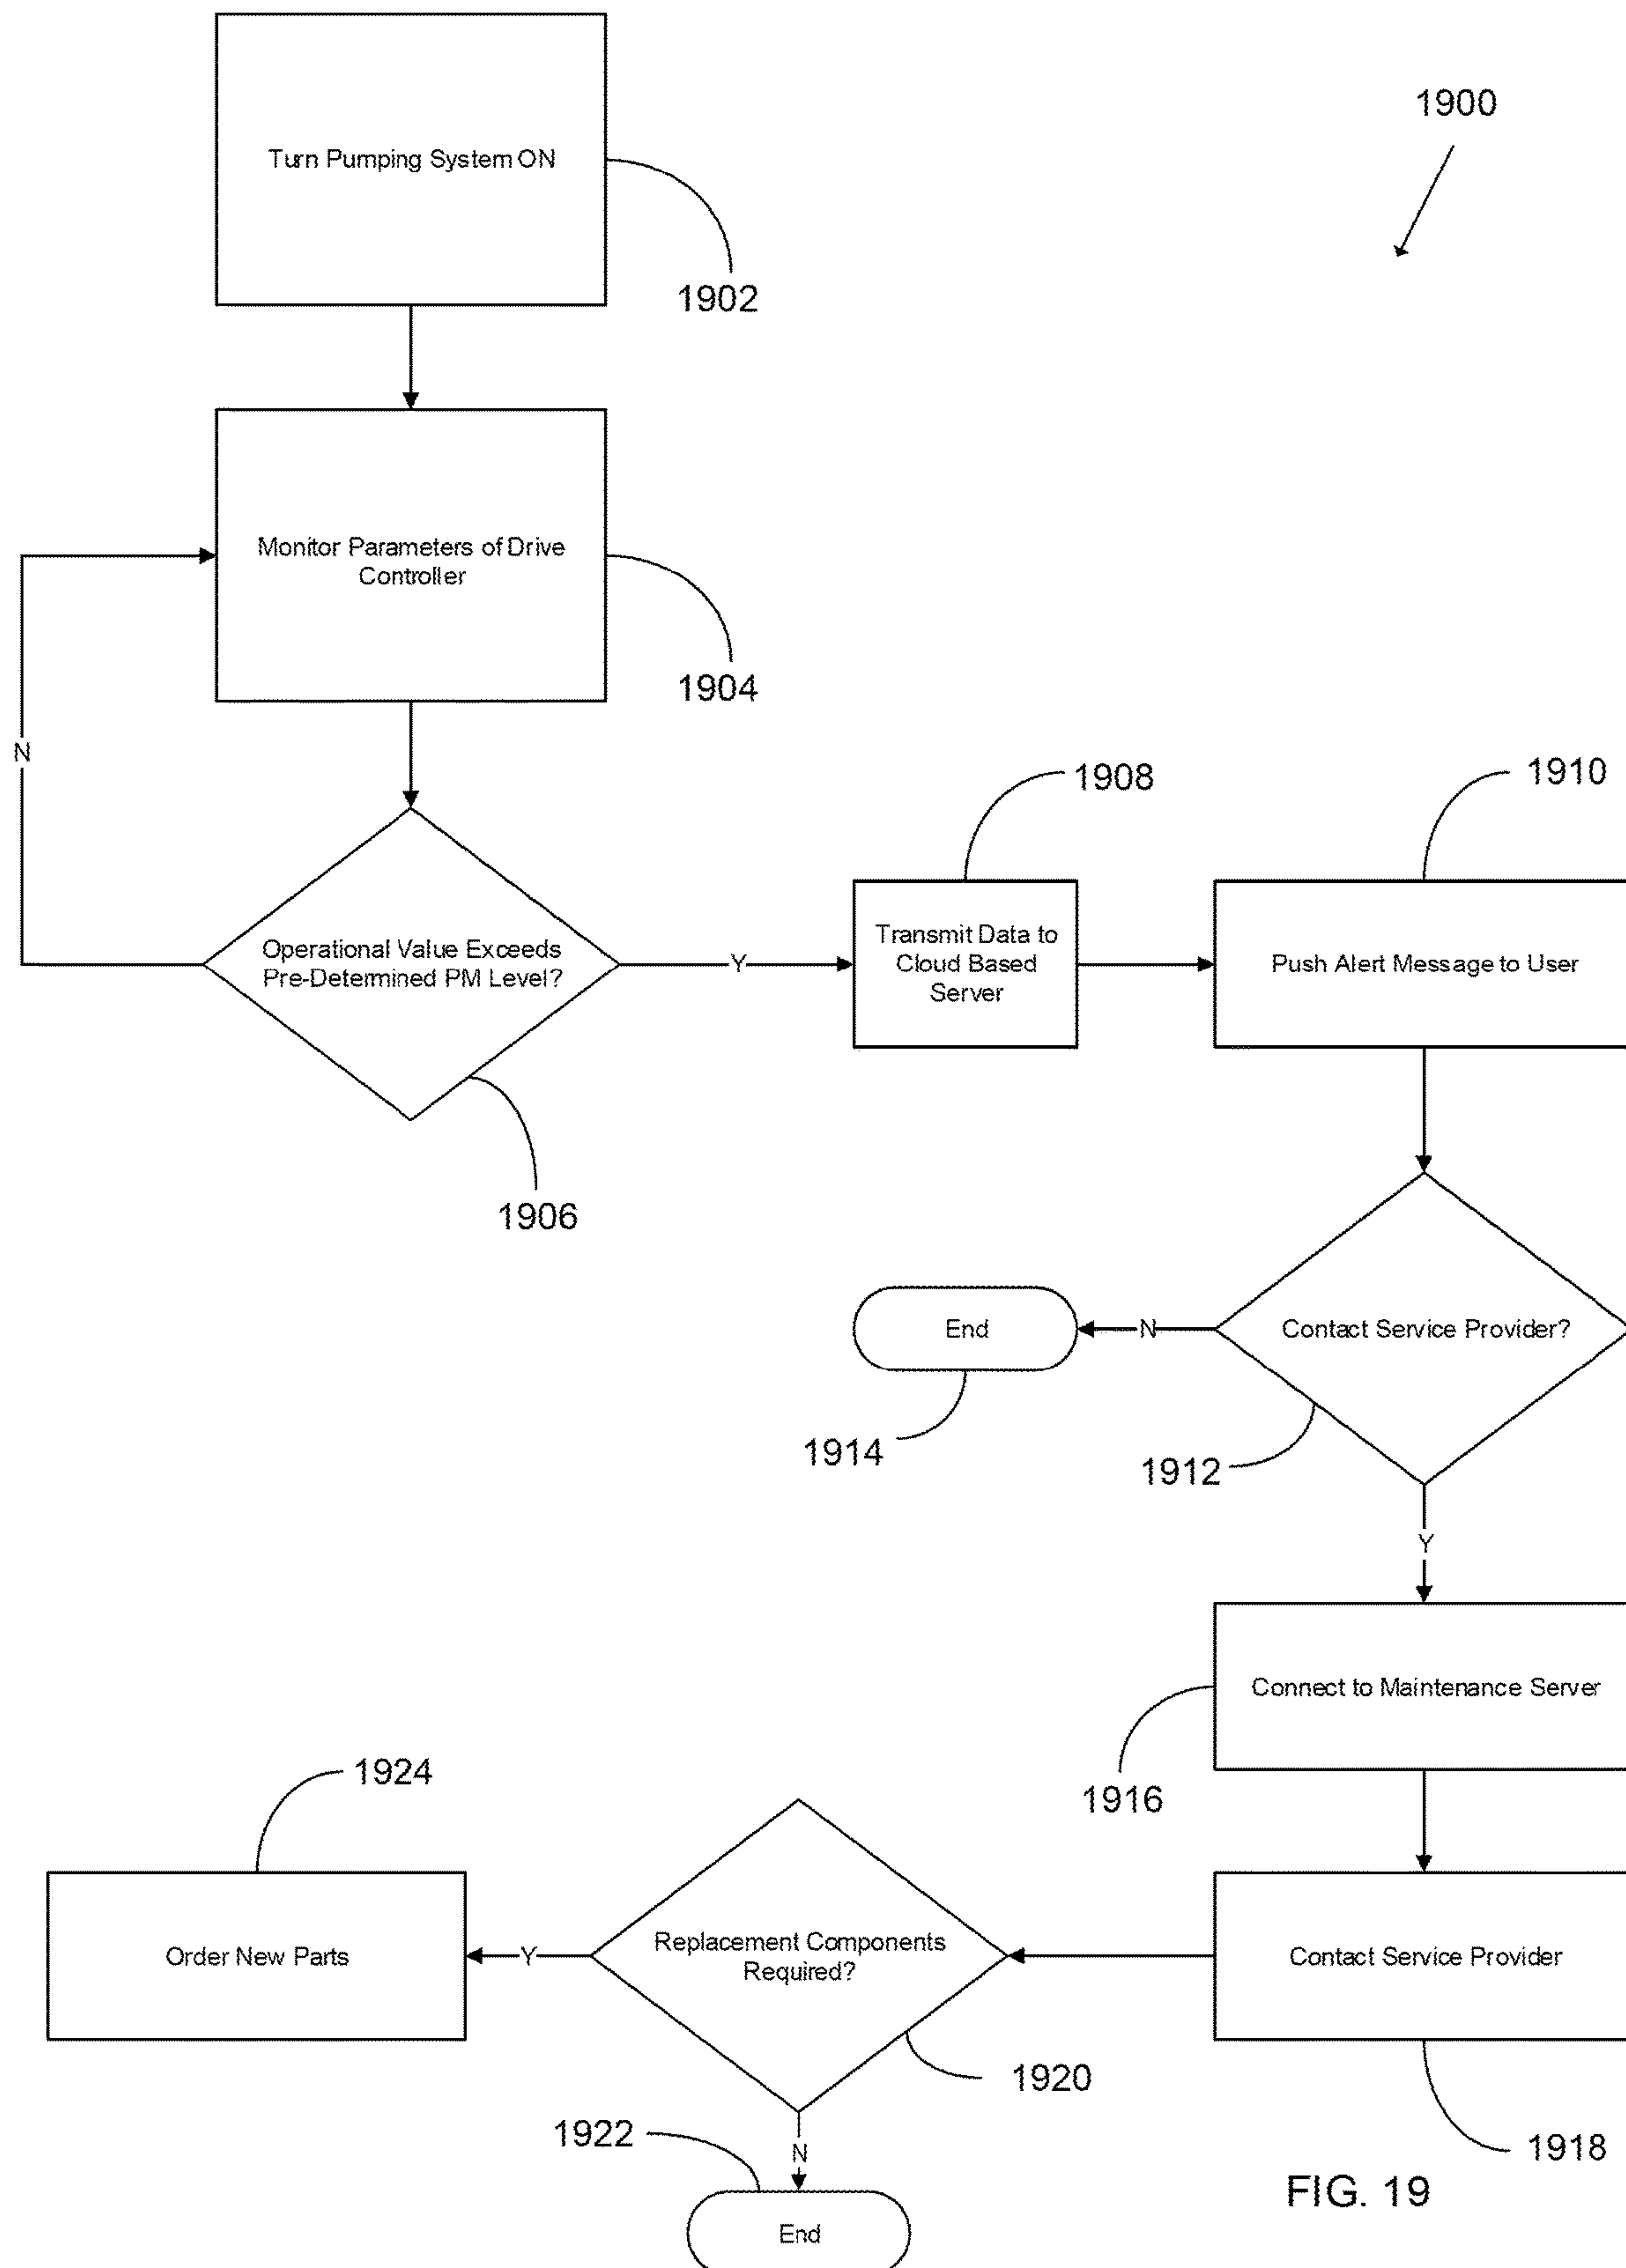 1900
Turn Pumping System ON
1902
Monitor Parameters of Drive
Controller
1904
N
Operational Value Exceeds
Pre-Determined PM Level?
1906
Y
1908
Transmit Data to
Cloud Based
Server
1910
Push Alert Message to User
Contact Service Provider?
1912
N
End
1914
Y
Connect to Maintenance Server
1916
Contact Service Provider
1918
Replacement Components
Required?
1920
Y
Order New Parts
1924
N
1922
End
FIG. 19